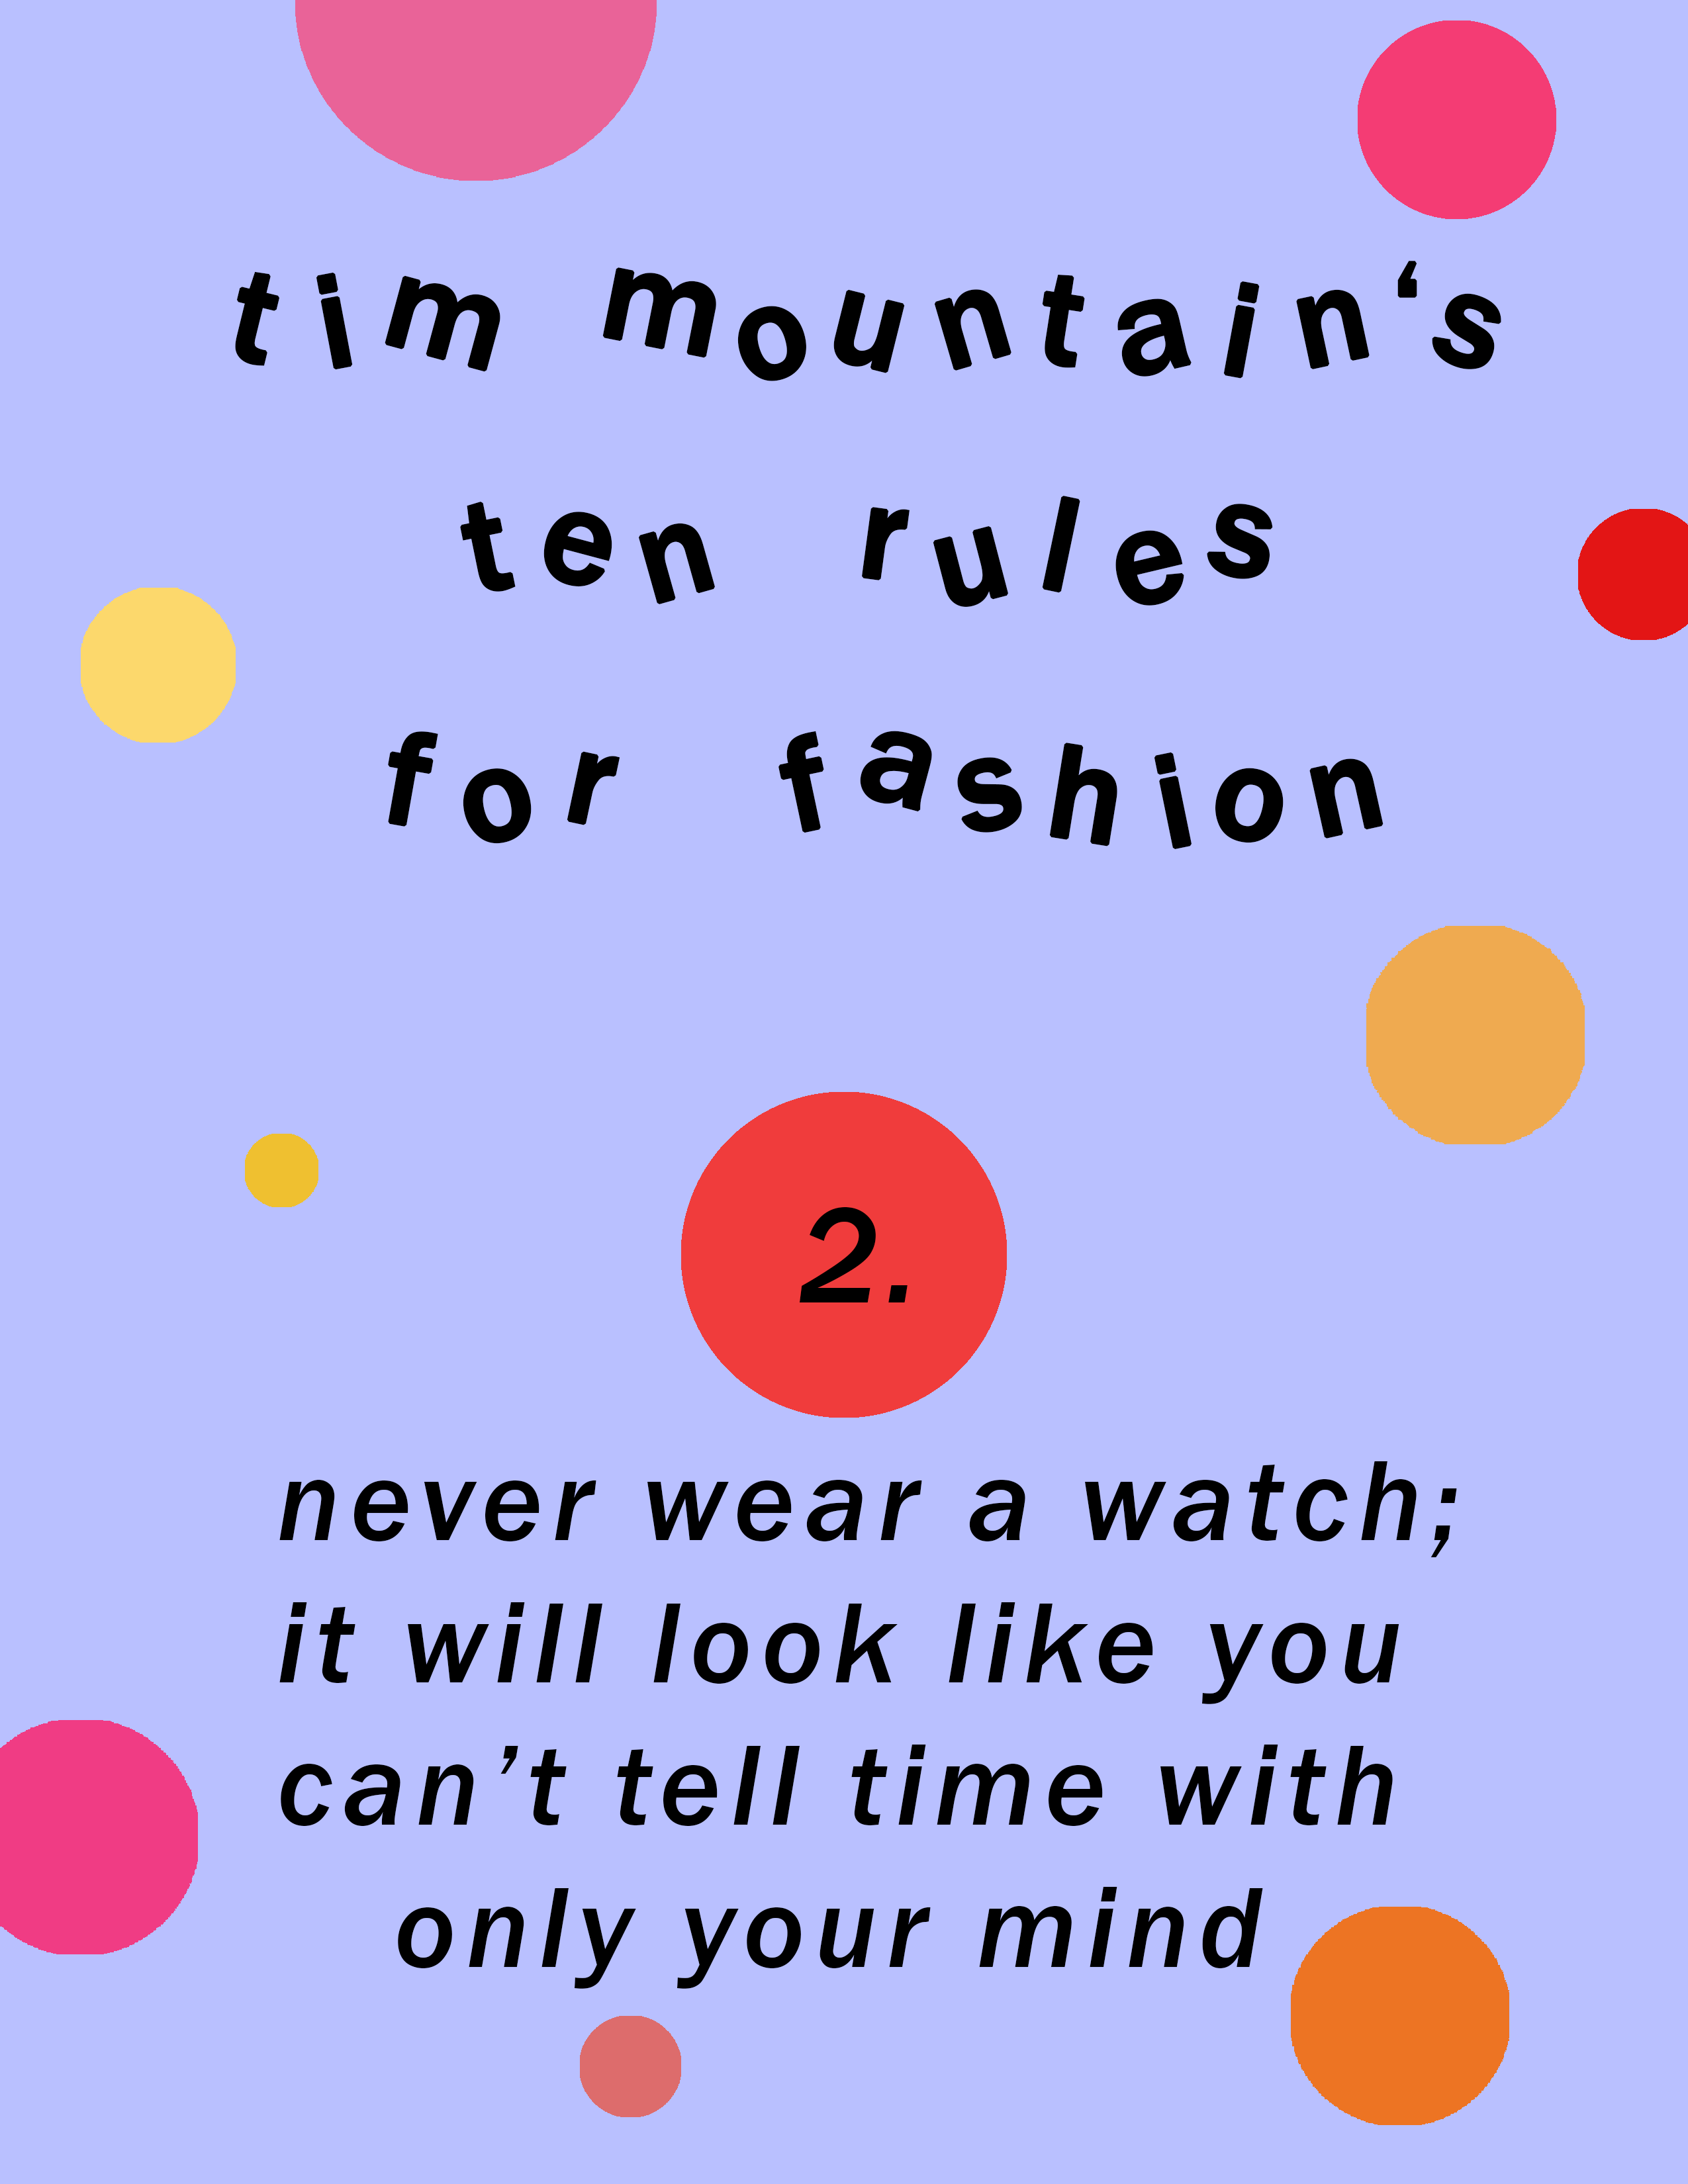 tim mountain‘s
ten rules
for fashion
2.
never wear a watch;
it will look like you
can’t tell time with
only your mind